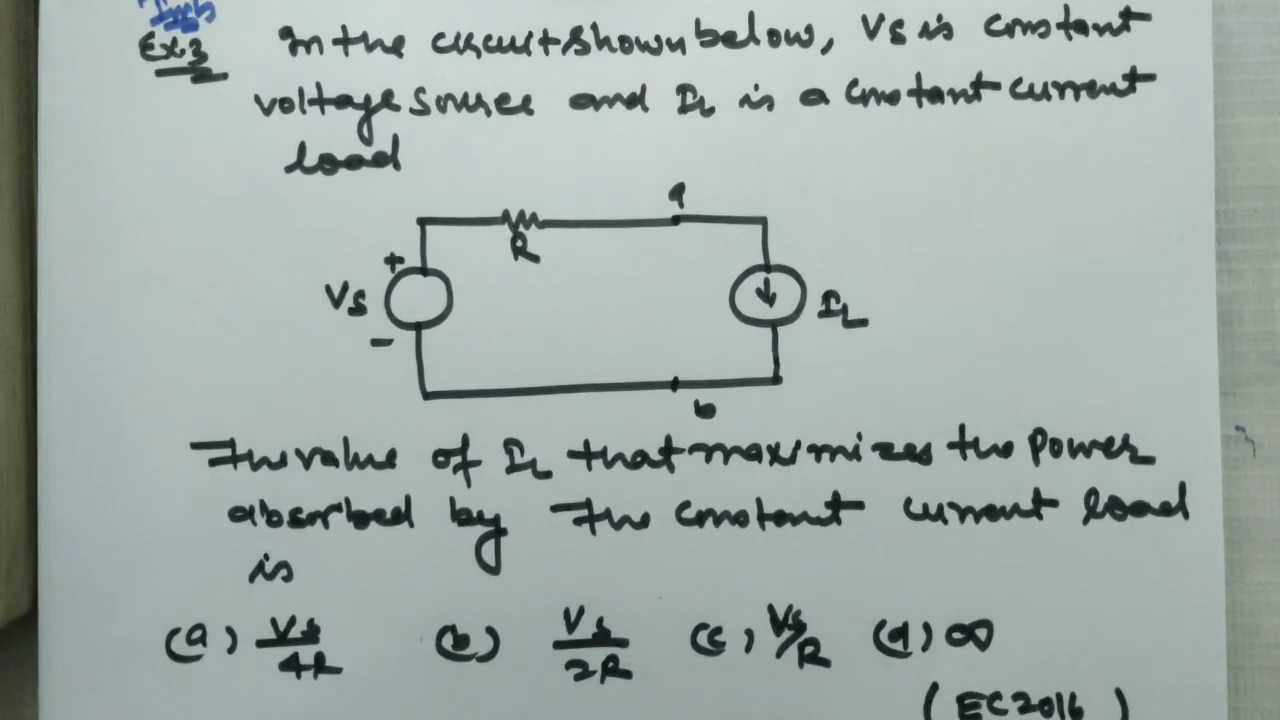 Ex.3 In the circuit shown below, Vs is constant
voltage source and IL is a constant current
load
a
R
+
Vs
IL
-
b
The value of IL that maximizes the power
absorbed by the constant current load
is
(a) Vs/4R (b) Vs/2R (c) Vs/R (d) ∞
(EC2016)